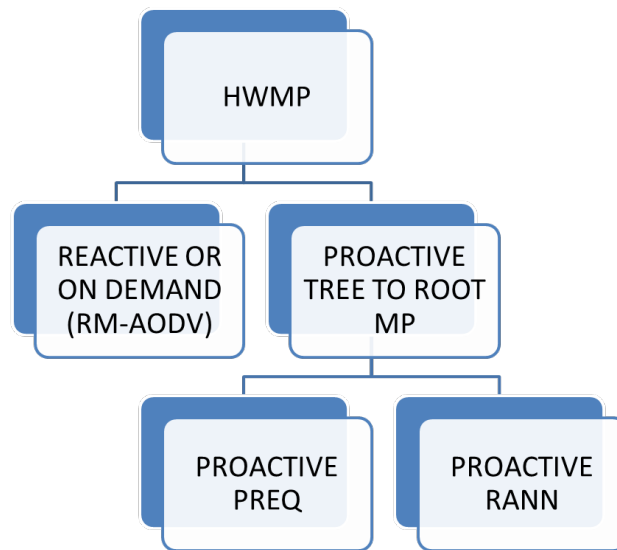 HWMP
REACTIVE OR
ON DEMAND
(RM-AODV)
PROACTIVE
TREE TO ROOT
MP
PROACTIVE
PREQ
PROACTIVE
RANN